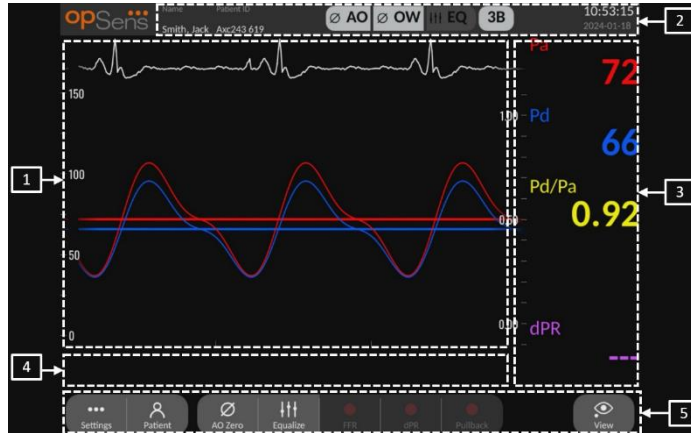 opSens
Name Patient ID
Smith, Jack Axc243 619
Ø AO Ø OW EQ 3B
10:53:15
2024-01-18
2
150
100
50
0
1
1.00
0.00
Pa
72
Pd
66
Pd/Pa
0.92
dPR
---
3
4
Settings
Patient
AO Zero
Equalize
FFR
dPR
Pullback
View
5